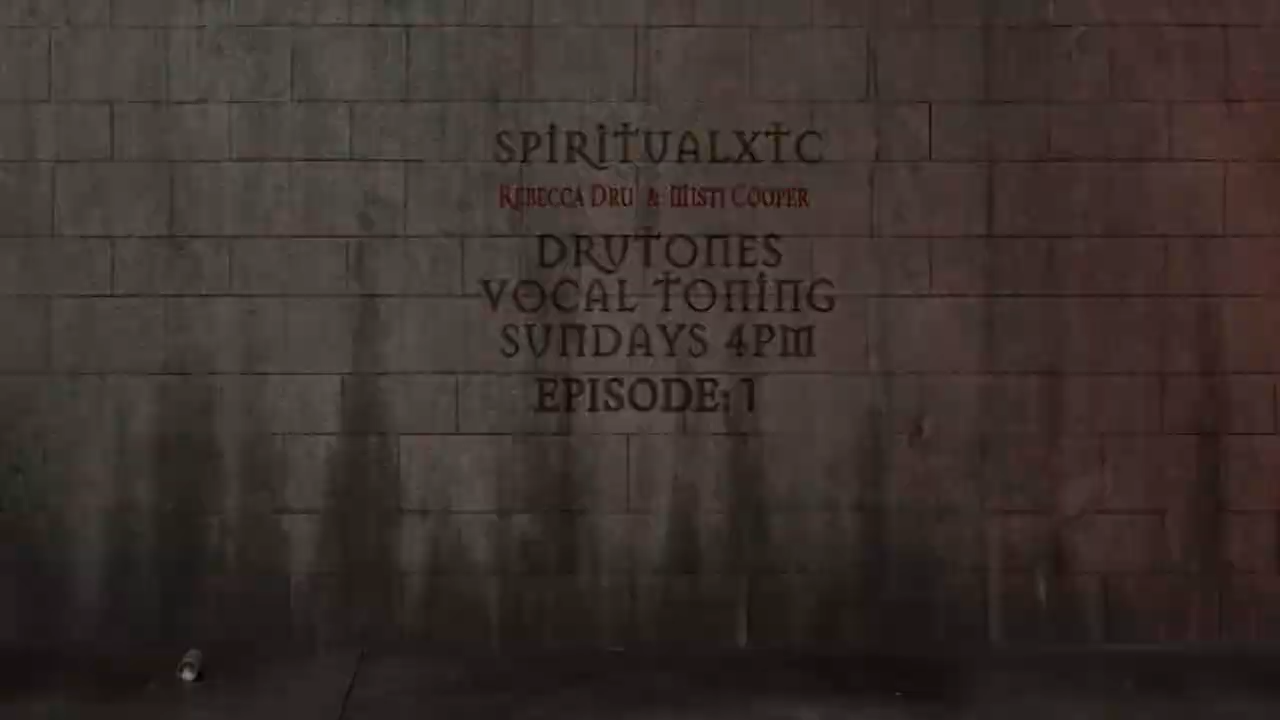 SPIRITUALXTC
REBECCA DRU & MISTI COOPER
DRUTONES
VOCAL TONING
SUNDAYS 4PM
EPISODE: 1